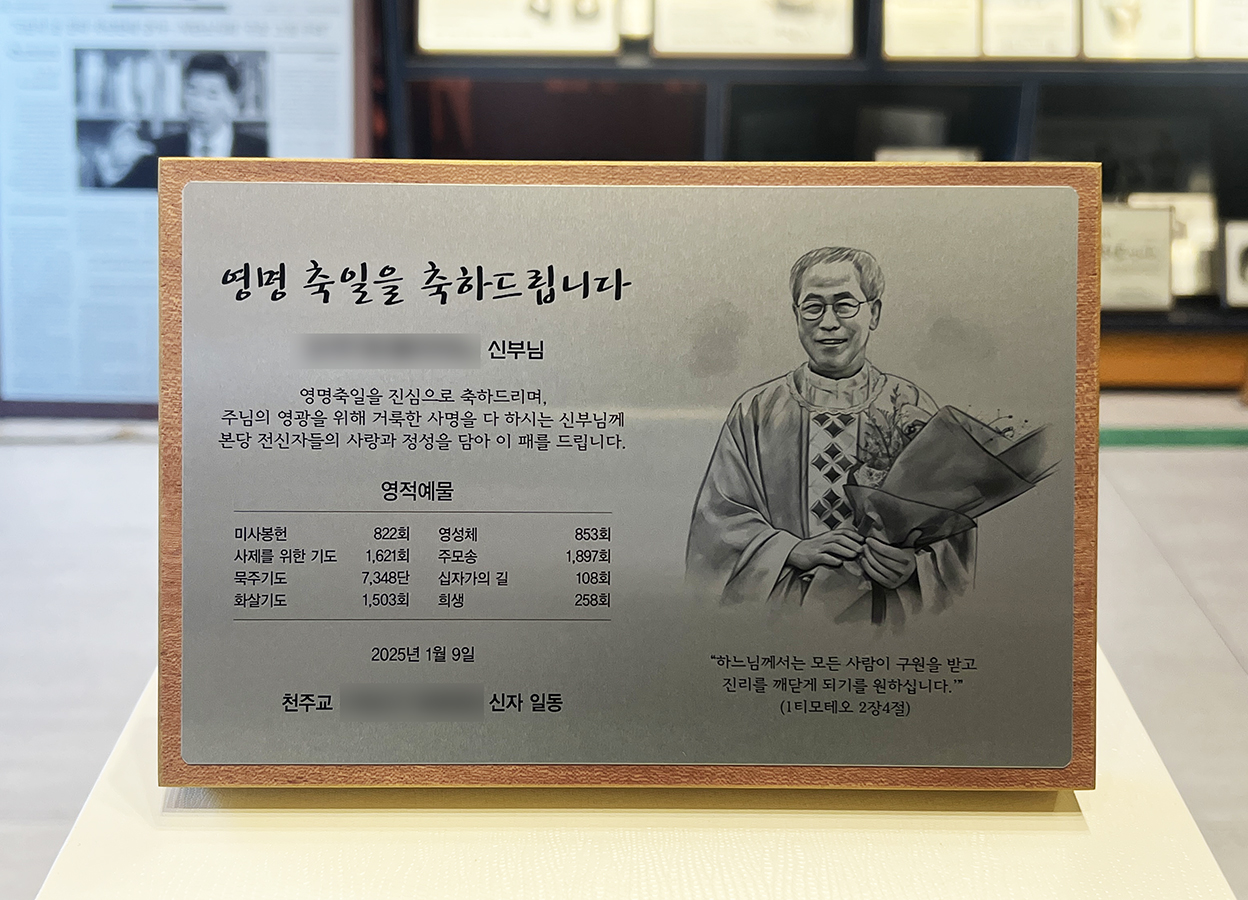 영명 축일을 축하드립니다
신부님
영명축일을 진심으로 축하드리며,
주님의 영광을 위해 거룩한 사명을 다 하시는 신부님께
본당 전신자들의 사랑과 정성을 담아 이 패를 드립니다.
영적예물
미사봉헌 822회 영성체 853회
사제를 위한 기도 1,621회 주모송 1,897회
묵주기도 7,348단 십자가의 길 108회
화살기도 1,503회 희생 258회
2025년 1월 9일
천주교 신자 일동
“하느님께서는 모든 사람이 구원을 받고
진리를 깨닫게 되기를 원하십니다.’”
(1티모테오 2장4절)